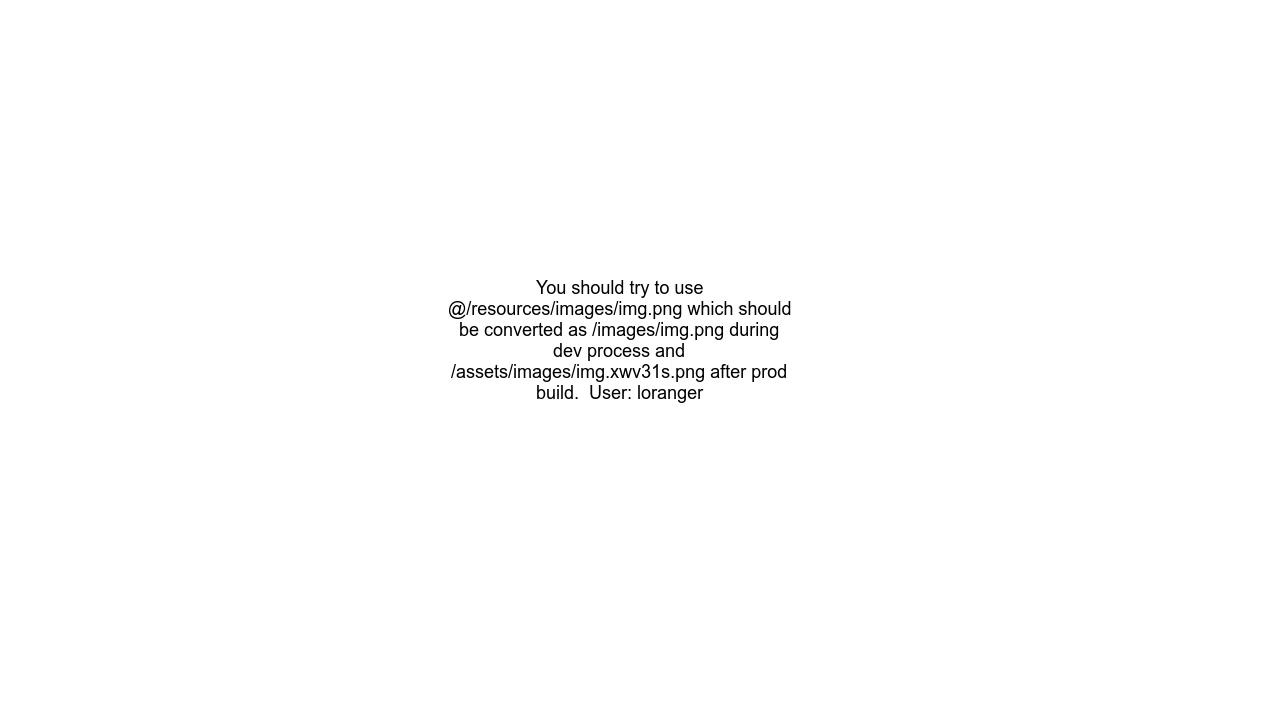 You should try to use
@/resources/images/img.png which should
be converted as /images/img.png during
dev process and
/assets/images/img.xwv31s.png after prod
build.  User: loranger